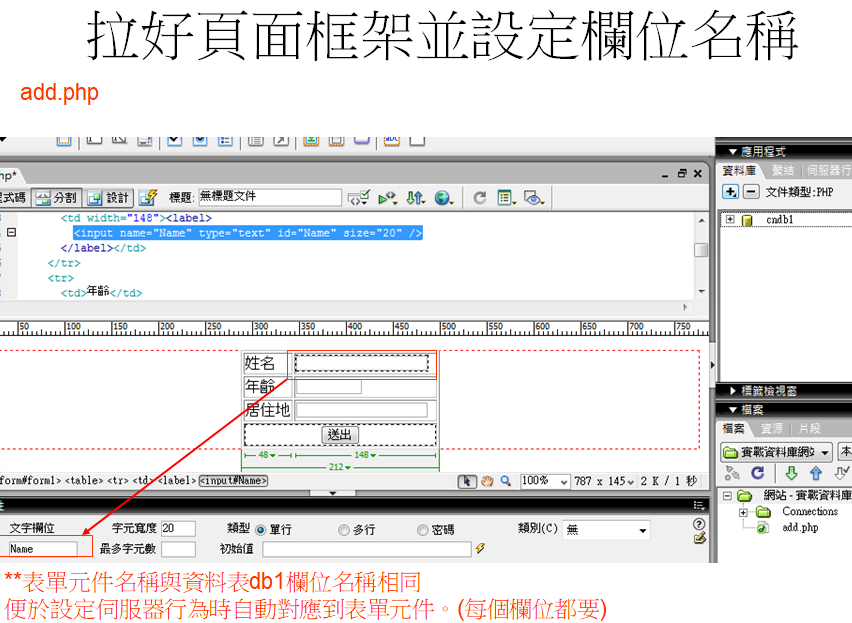 拉好頁面框架並設定欄位名稱
add.php
應用程式
資料庫 繫結 伺服器行
文件類型:PHP
cndb1
np*
式碼 分割 設計 標題: 無標題文件
<td width="148"><label>
<input name="Name" type="text" id="Name" size="20" />
</label></td>
</tr>
<tr>
<td>年齡</td>
50 100 150 200 250 300 350 400 450 500 550 600 650 700 750
姓名
年齡
居住地
送出
48 148
212
標籤檢視窗
檔案
檔案 資源 片段
實戰資料庫網 本
網站 - 實戰資料庫
Connections
add.php
form#form1> <table> <tr> <td> <label> <input#Name> 100% 787 x 145 2 K / 1 秒
文字欄位 字元寬度 20 類型 單行 多行 密碼 類別(C) 無
Name 最多字元數 初始值
**表單元件名稱與資料表db1欄位名稱相同
便於設定伺服器行為時自動對應到表單元件。(每個欄位都要)